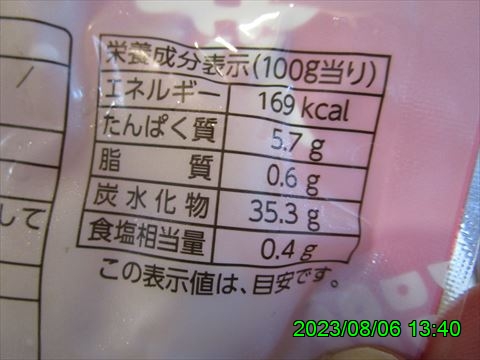 栄養成分表示(100g当り)
エネルギー 169 kcal
たんぱく質 5.7 g
脂質 0.6 g
炭水化物 35.3 g
食塩相当量 0.4 g
この表示値は、目安です。
して
2023/08/06 13:40